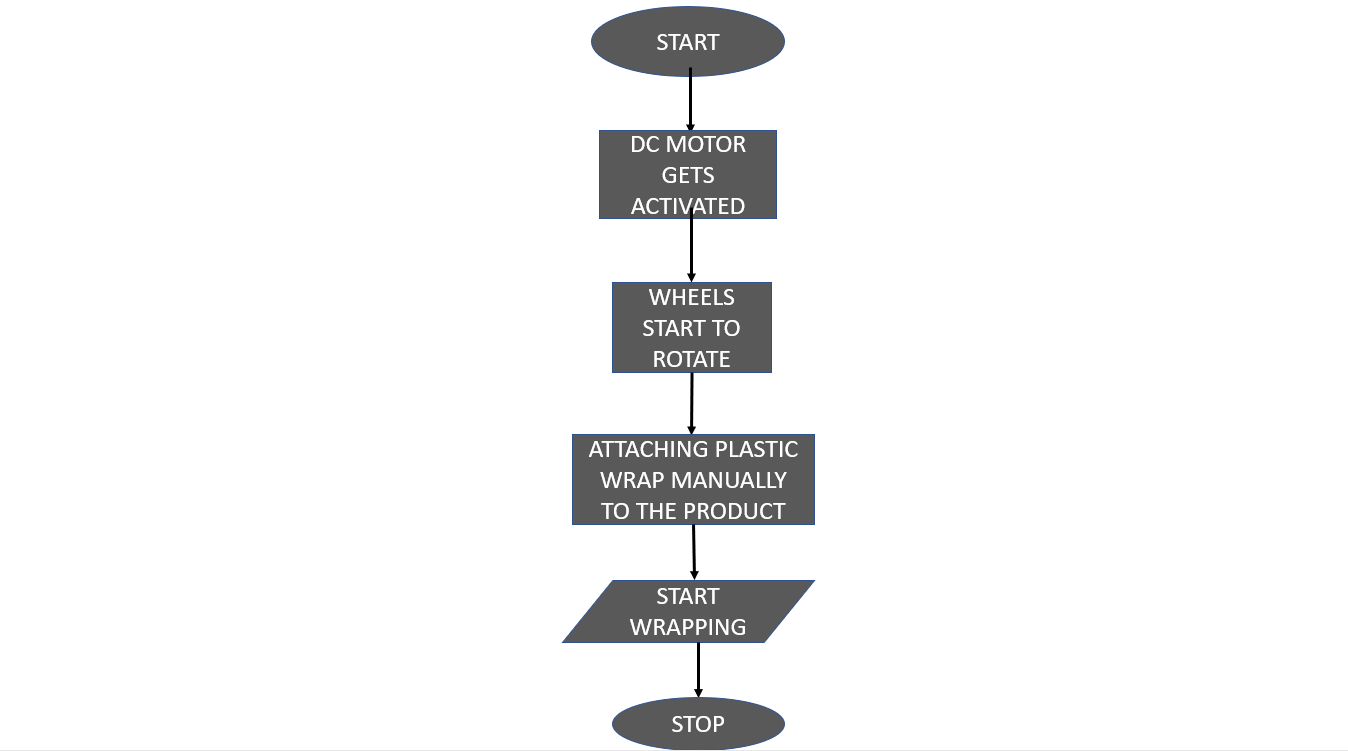 START
DC MOTOR
GETS
ACTIVATED
WHEELS
START TO
ROTATE
ATTACHING PLASTIC
WRAP MANUALLY
TO THE PRODUCT
START
WRAPPING
STOP